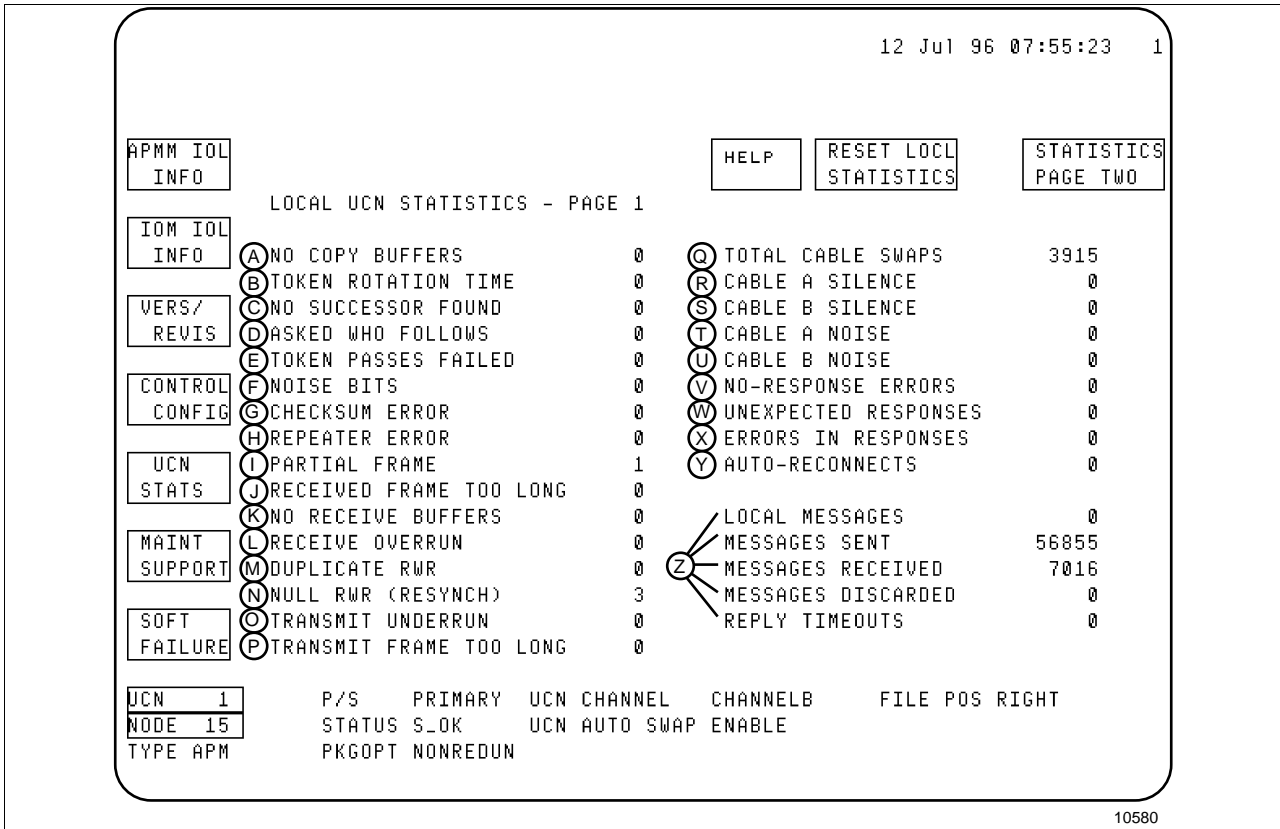 12 Jul 96 07:55:23 1
APMM IOL INFO
HELP
RESET LOCL STATISTICS
STATISTICS PAGE TWO
LOCAL UCN STATISTICS - PAGE 1
IOM IOL INFO
VERS/ REVIS
CONTROL CONFIG
UCN STATS
MAINT SUPPORT
SOFT FAILURE
A NO COPY BUFFERS 0
B TOKEN ROTATION TIME 0
C NO SUCCESSOR FOUND 0
D ASKED WHO FOLLOWS 0
E TOKEN PASSES FAILED 0
F NOISE BITS 0
G CHECKSUM ERROR 0
H REPEATER ERROR 0
I PARTIAL FRAME 1
J RECEIVED FRAME TOO LONG 0
K NO RECEIVE BUFFERS 0
L RECEIVE OVERRUN 0
M DUPLICATE RWR 0
N NULL RWR (RESYNCH) 3
O TRANSMIT UNDERRUN 0
P TRANSMIT FRAME TOO LONG 0
Q TOTAL CABLE SWAPS 3915
R CABLE A SILENCE 0
S CABLE B SILENCE 0
T CABLE A NOISE 0
U CABLE B NOISE 0
V NO-RESPONSE ERRORS 0
W UNEXPECTED RESPONSES 0
X ERRORS IN RESPONSES 0
Y AUTO-RECONNECTS 0
Z
LOCAL MESSAGES 0
MESSAGES SENT 56855
MESSAGES RECEIVED 7016
MESSAGES DISCARDED 0
REPLY TIMEOUTS 0
UCN 1 P/S PRIMARY UCN CHANNEL CHANNELB FILE POS RIGHT
NODE 15 STATUS S_OK UCN AUTO SWAP ENABLE
TYPE APM PKGOPT NONREDUN
10580